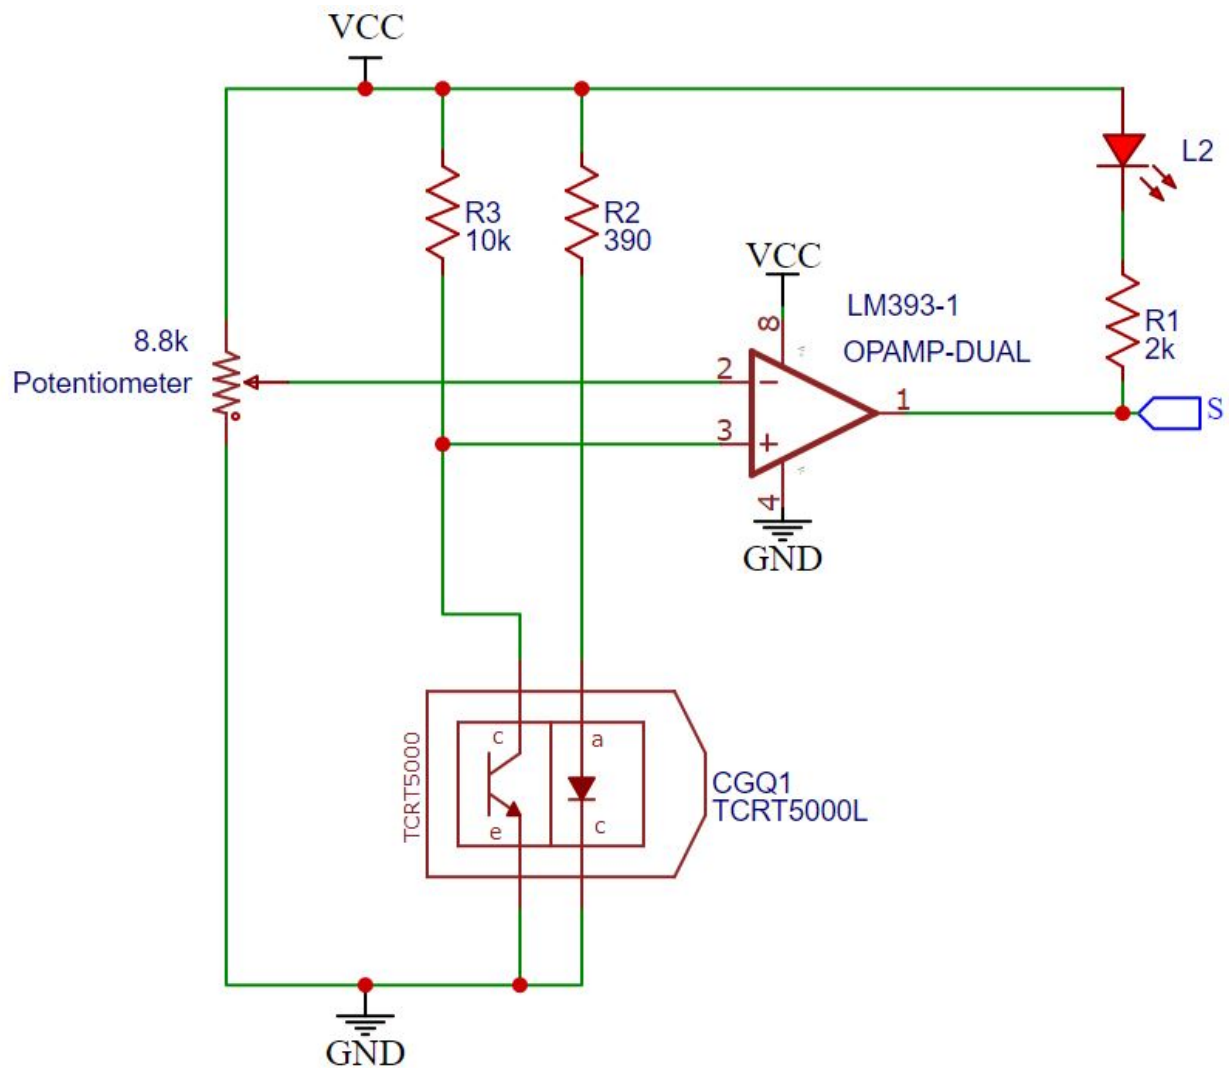 VCC
L2
R3
10k
R2
390
VCC
8
LM393-1
OPAMP-DUAL
R1
2k
8.8k
Potentiometer
2
3
1
S
4
GND
TCRT5000
c
a
e
c
CGQ1
TCRT5000L
GND